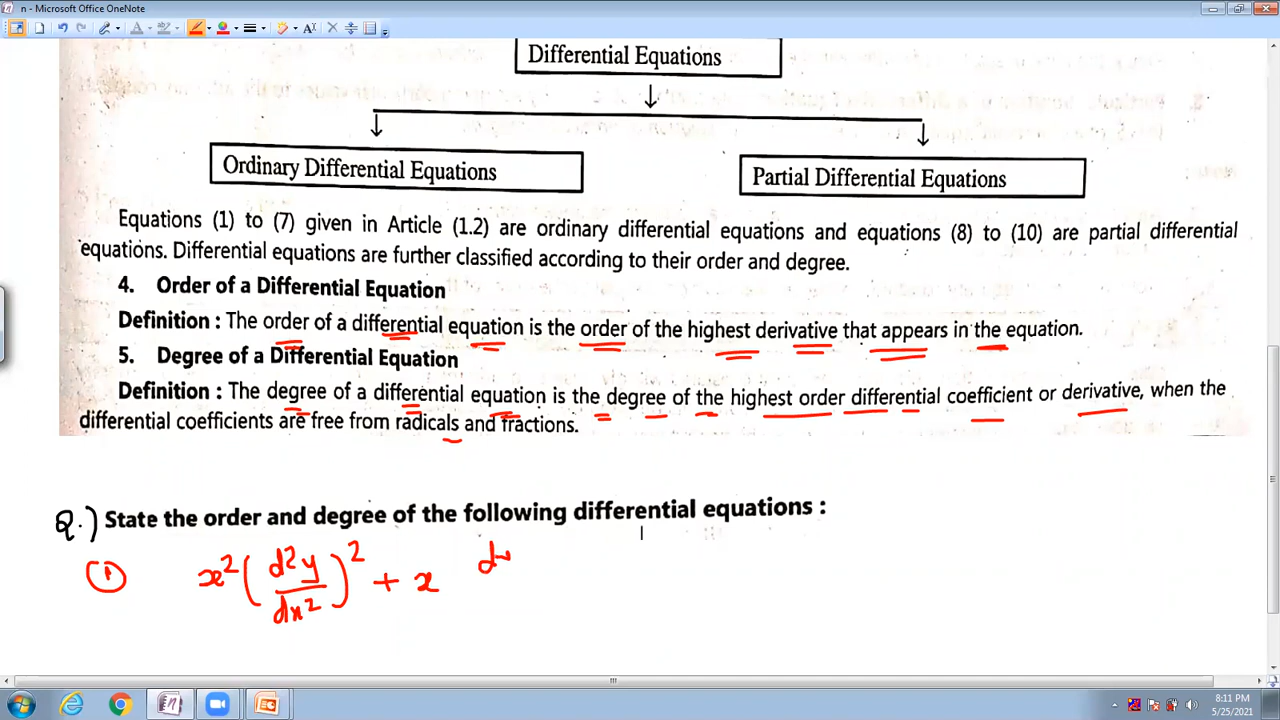 n - Microsoft Office OneNote
Differential Equations
Ordinary Differential Equations
Partial Differential Equations
Equations (1) to (7) given in Article (1.2) are ordinary differential equations and equations (8) to (10) are partial differential
equations. Differential equations are further classified according to their order and degree.
4. Order of a Differential Equation
Definition : The order of a differential equation is the order of the highest derivative that appears in the equation.
5. Degree of a Differential Equation
Definition : The degree of a differential equation is the degree of the highest order differential coefficient or derivative, when the
differential coefficients are free from radicals and fractions.
Q.) State the order and degree of the following differential equations :
① x² (d²y/dx²)² + x
8:11 PM
5/25/2021